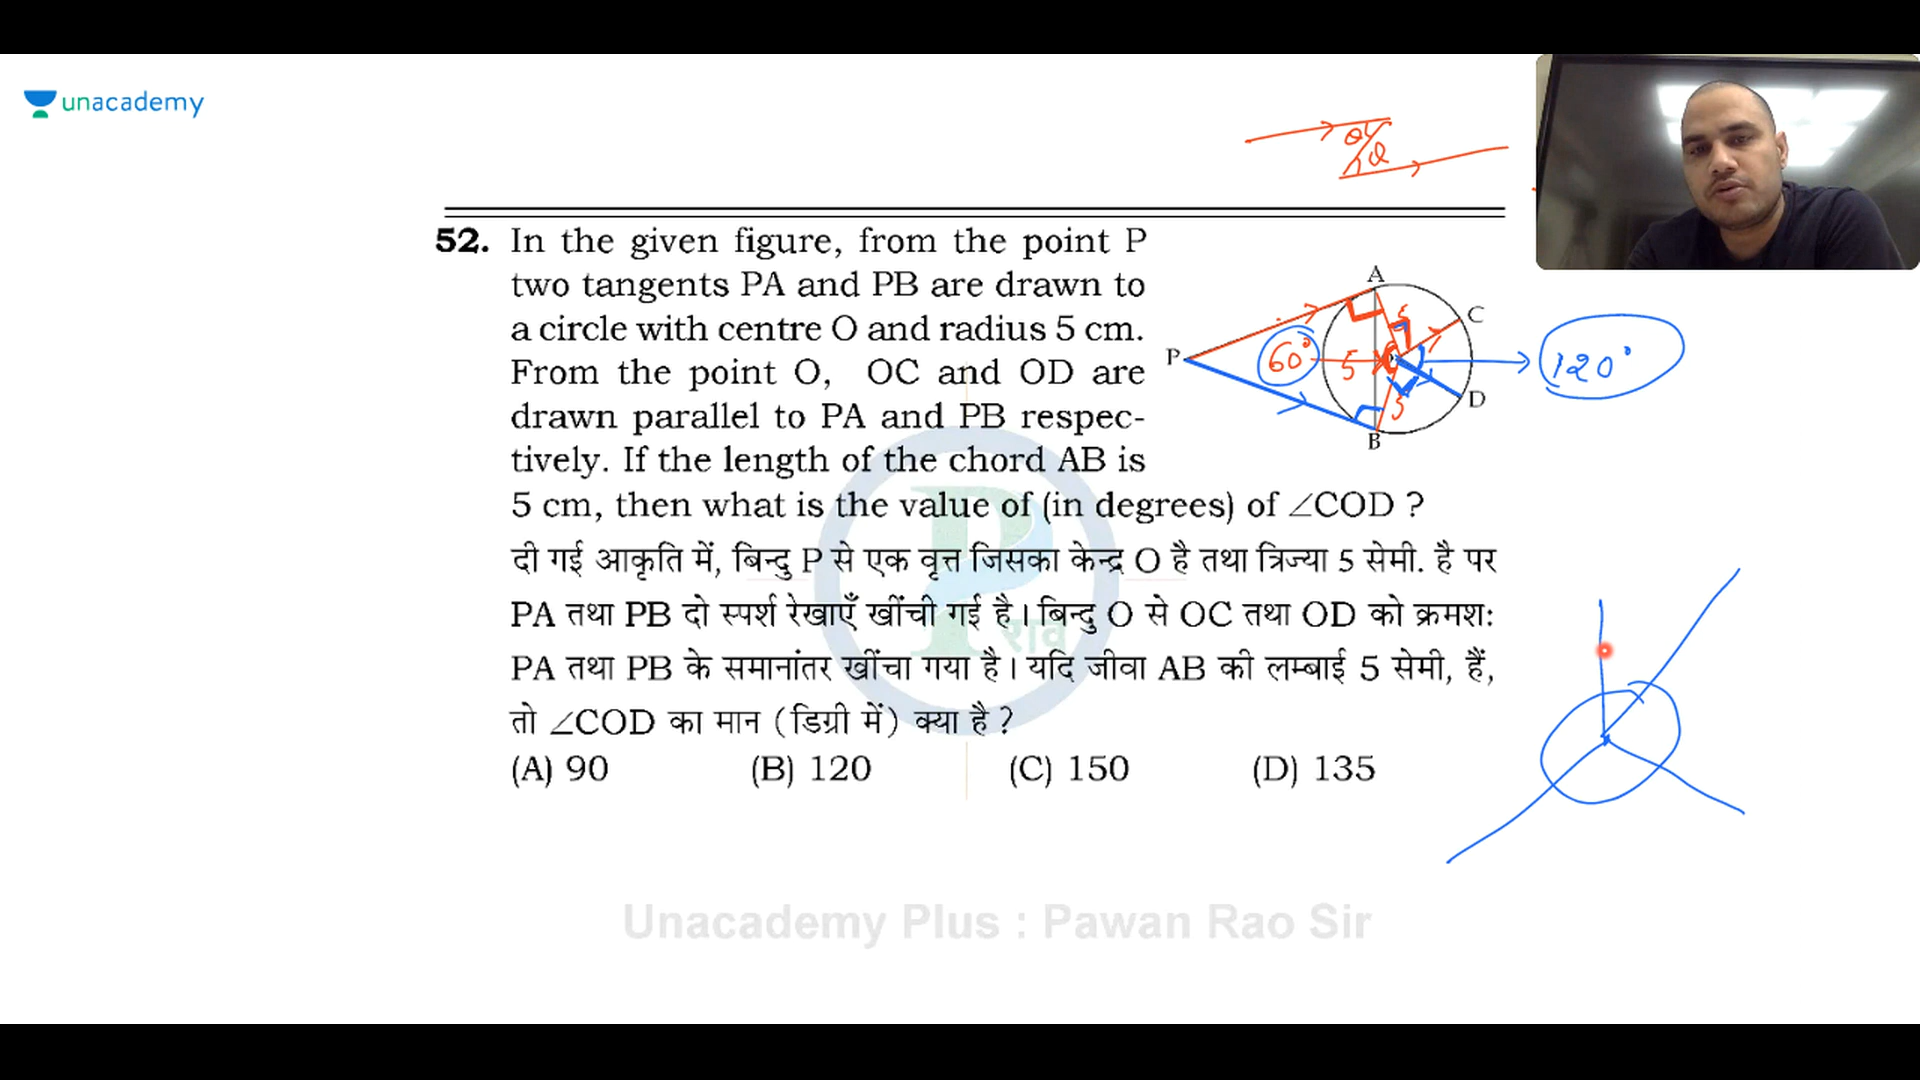 unacademy
θ
θ
52. In the given figure, from the point P
two tangents PA and PB are drawn to
a circle with centre O and radius 5 cm.
From the point O, OC and OD are
drawn parallel to PA and PB respec-
tively. If the length of the chord AB is
5 cm, then what is the value of (in degrees) of ∠COD ?
A
C
P
60°
5
5
5
D
B
120°
दी गई आकृति में, बिन्दु P से एक वृत्त जिसका केन्द्र O है तथा त्रिज्या 5 सेमी. है पर
PA तथा PB दो स्पर्श रेखाएँ खींची गई है। बिन्दु O से OC तथा OD को क्रमशः
PA तथा PB के समानांतर खींचा गया है। यदि जीवा AB की लम्बाई 5 सेमी, हैं,
तो ∠COD का मान (डिग्री में) क्या है ?
(A) 90 (B) 120 (C) 150 (D) 135
राव
Unacademy Plus : Pawan Rao Sir